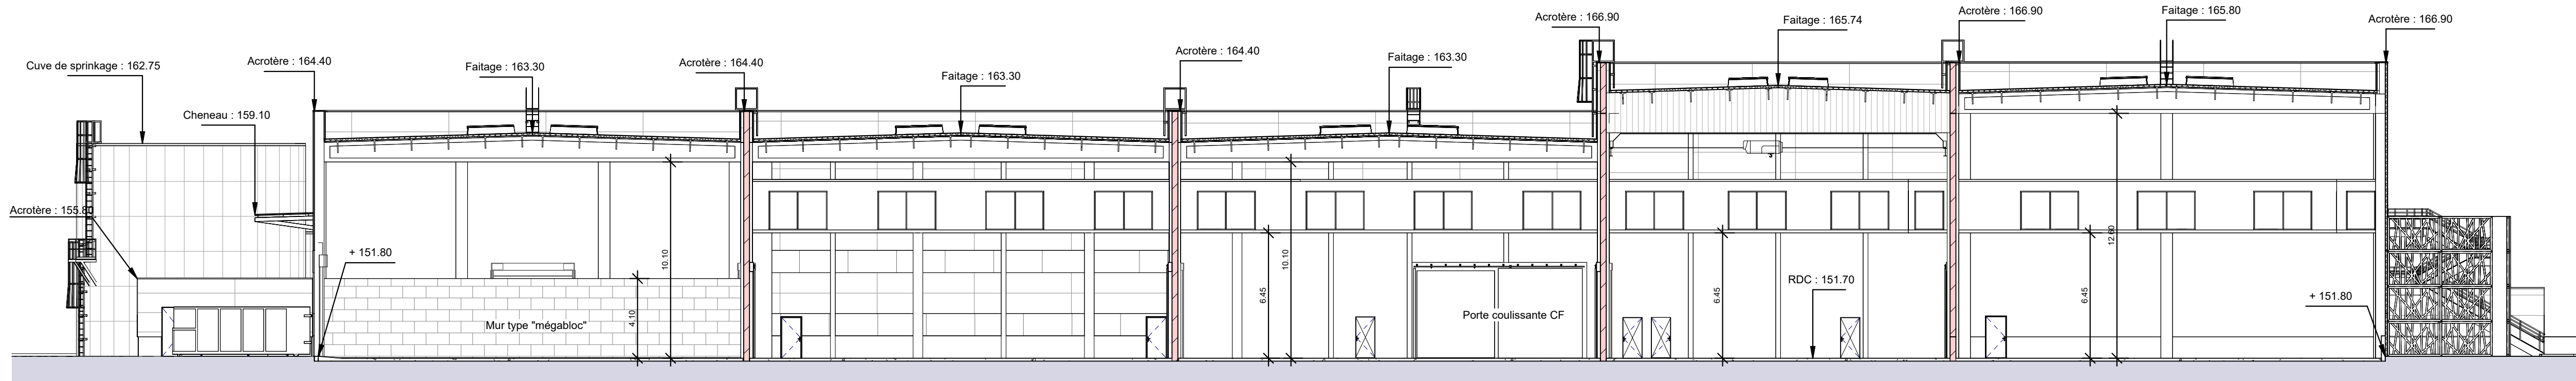 Acrotère : 166.90
Faitage : 165.74
Acrotère : 166.90
Faitage : 165.80
Acrotère : 166.90
Cuve de sprinkage : 162.75
Acrotère : 164.40
Faitage : 163.30
Acrotère : 164.40
Faitage : 163.30
Acrotère : 164.40
Faitage : 163.30
Cheneau : 159.10
Acrotère : 155.80
+ 151.80
10.10
10.10
12.60
4.10
6.45
6.45
6.45
RDC : 151.70
+ 151.80
Mur type "mégabloc"
Porte coulissante CF